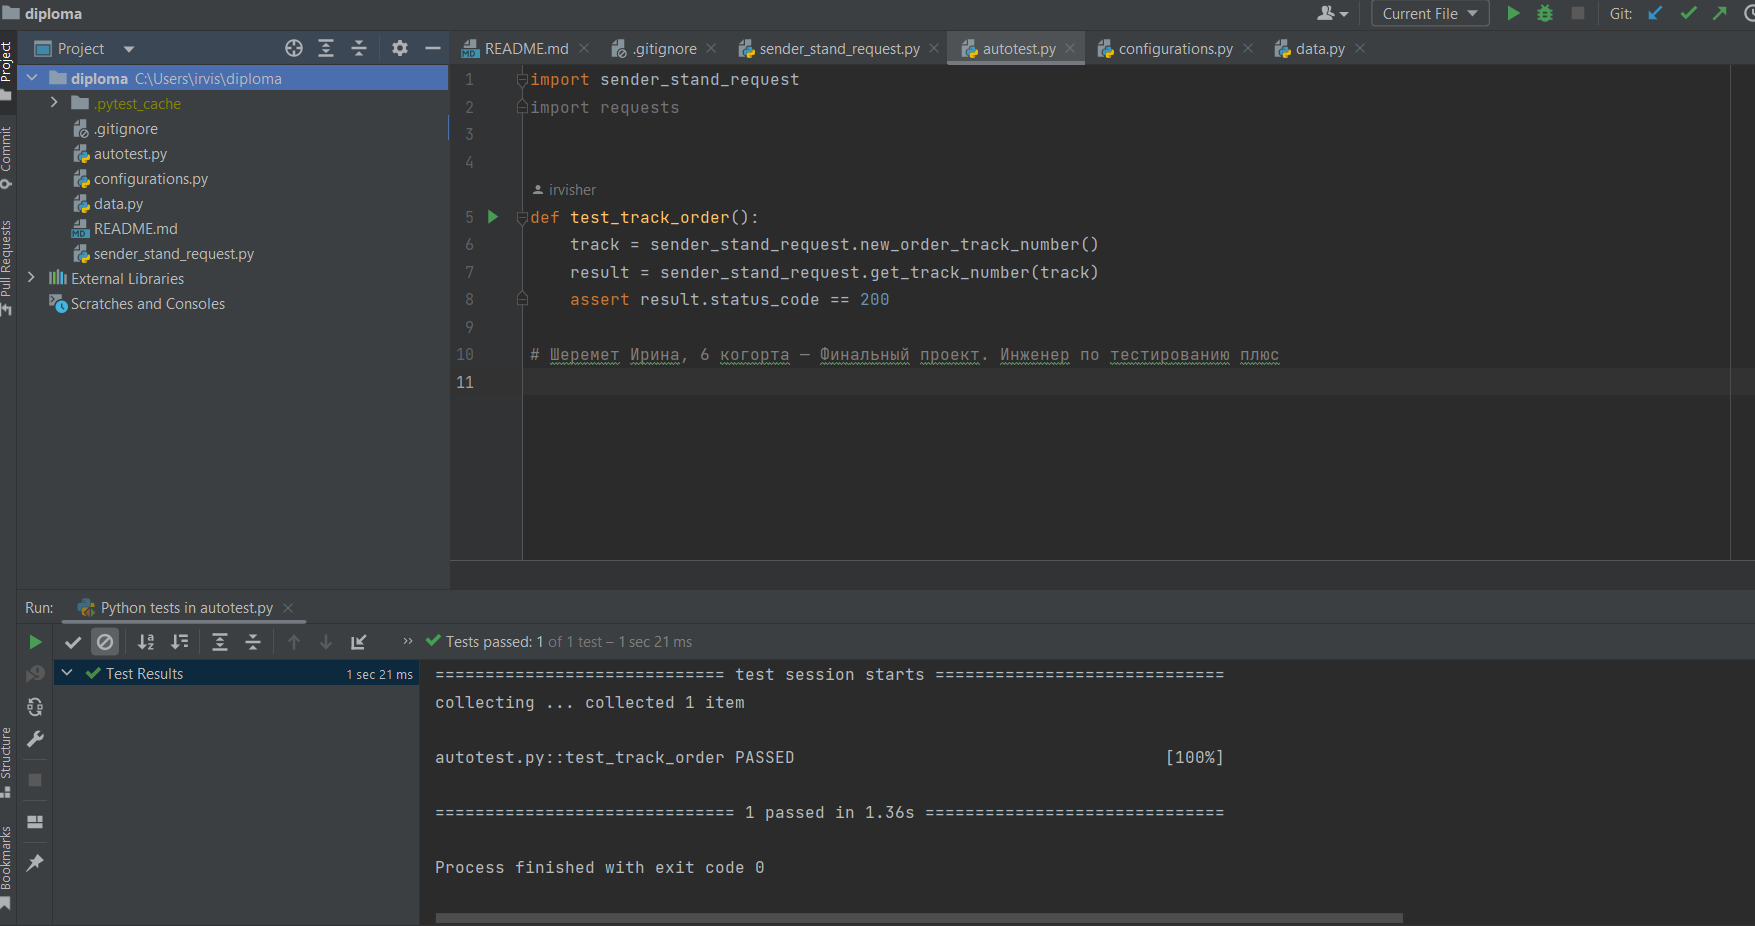 diploma
Current File
Git:
Project
README.md
.gitignore
sender_stand_request.py
autotest.py
configurations.py
data.py
Project
Commit
Pull Requests
Structure
Bookmarks
diploma C:\Users\irvis\diploma
.pytest_cache
.gitignore
autotest.py
configurations.py
data.py
README.md
sender_stand_request.py
External Libraries
Scratches and Consoles
1 import sender_stand_request
2 import requests
3
4
irvisher
5 def test_track_order():
6 track = sender_stand_request.new_order_track_number()
7 result = sender_stand_request.get_track_number(track)
8 assert result.status_code == 200
9
10 # Шеремет Ирина, 6 когорта — Финальный проект. Инженер по тестированию плюс
11
Run: Python tests in autotest.py
Tests passed: 1 of 1 test – 1 sec 21 ms
Test Results 1 sec 21 ms
============================= test session starts =============================
collecting ... collected 1 item
autotest.py::test_track_order PASSED [100%]
============================== 1 passed in 1.36s ==============================
Process finished with exit code 0